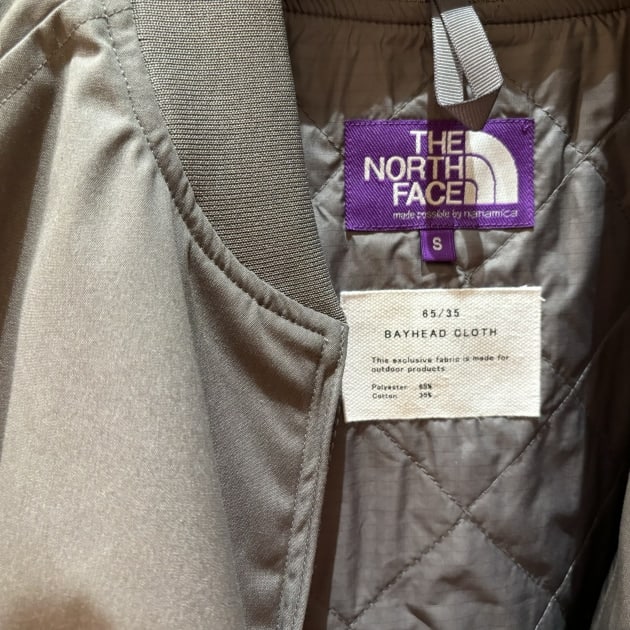 THE
NORTH
FACE
made possible by nanamica
S
65/35
BAYHEAD CLOTH
This exclusive fabric is made for
outdoor products.
Polyester 65%
Cotton 35%